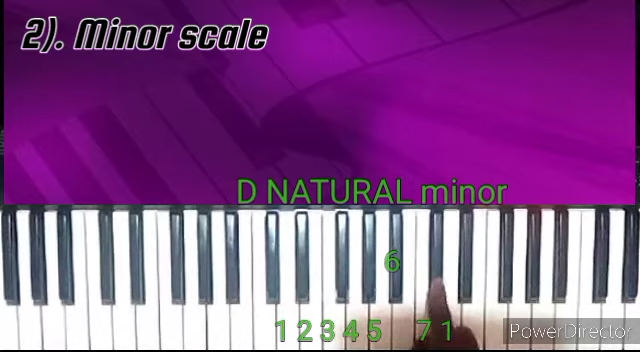 2). Minor scale
D NATURAL minor
6
1 2 3 4 5 7 1
PowerDirector